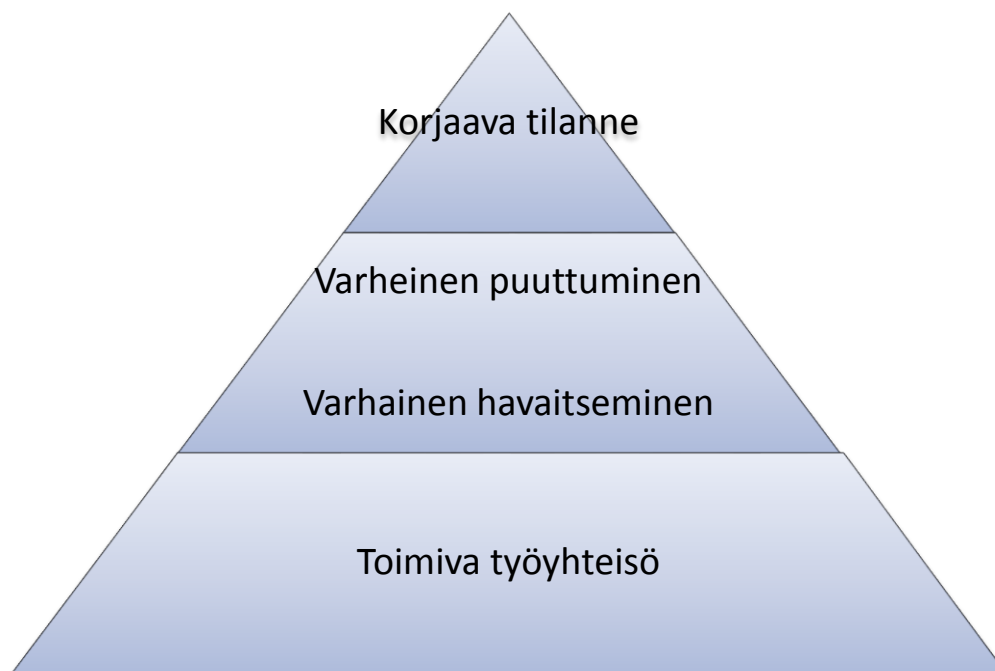 Korjaava tilanne
Varheinen puuttuminen
Varhainen havaitseminen
Toimiva työyhteisö